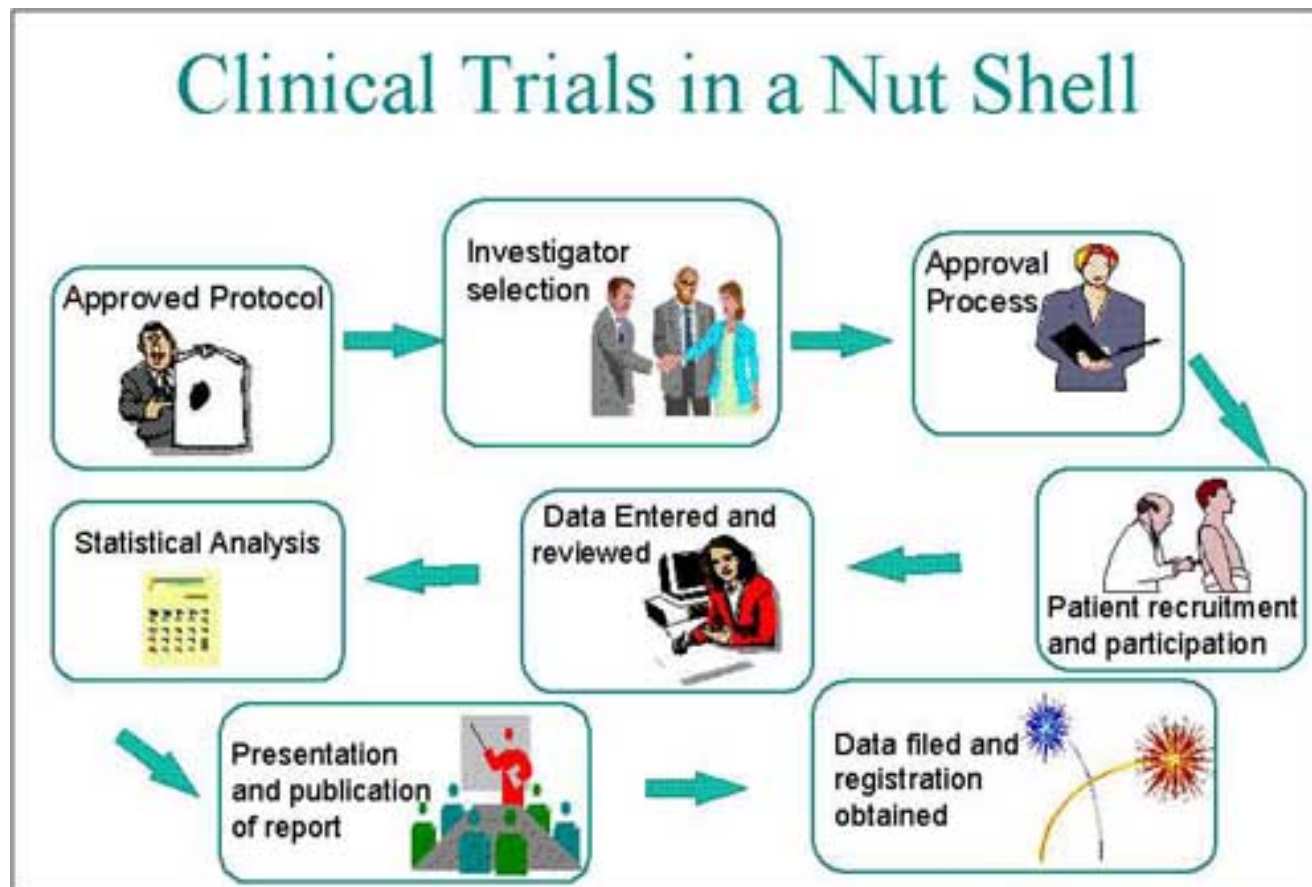 Clinical Trials in a Nut Shell
Approved Protocol
Investigator
selection
Approval
Process
Patient recruitment
and participation
Data Entered and
reviewed
Statistical Analysis
Presentation
and publication
of report
Data filed and
registration
obtained